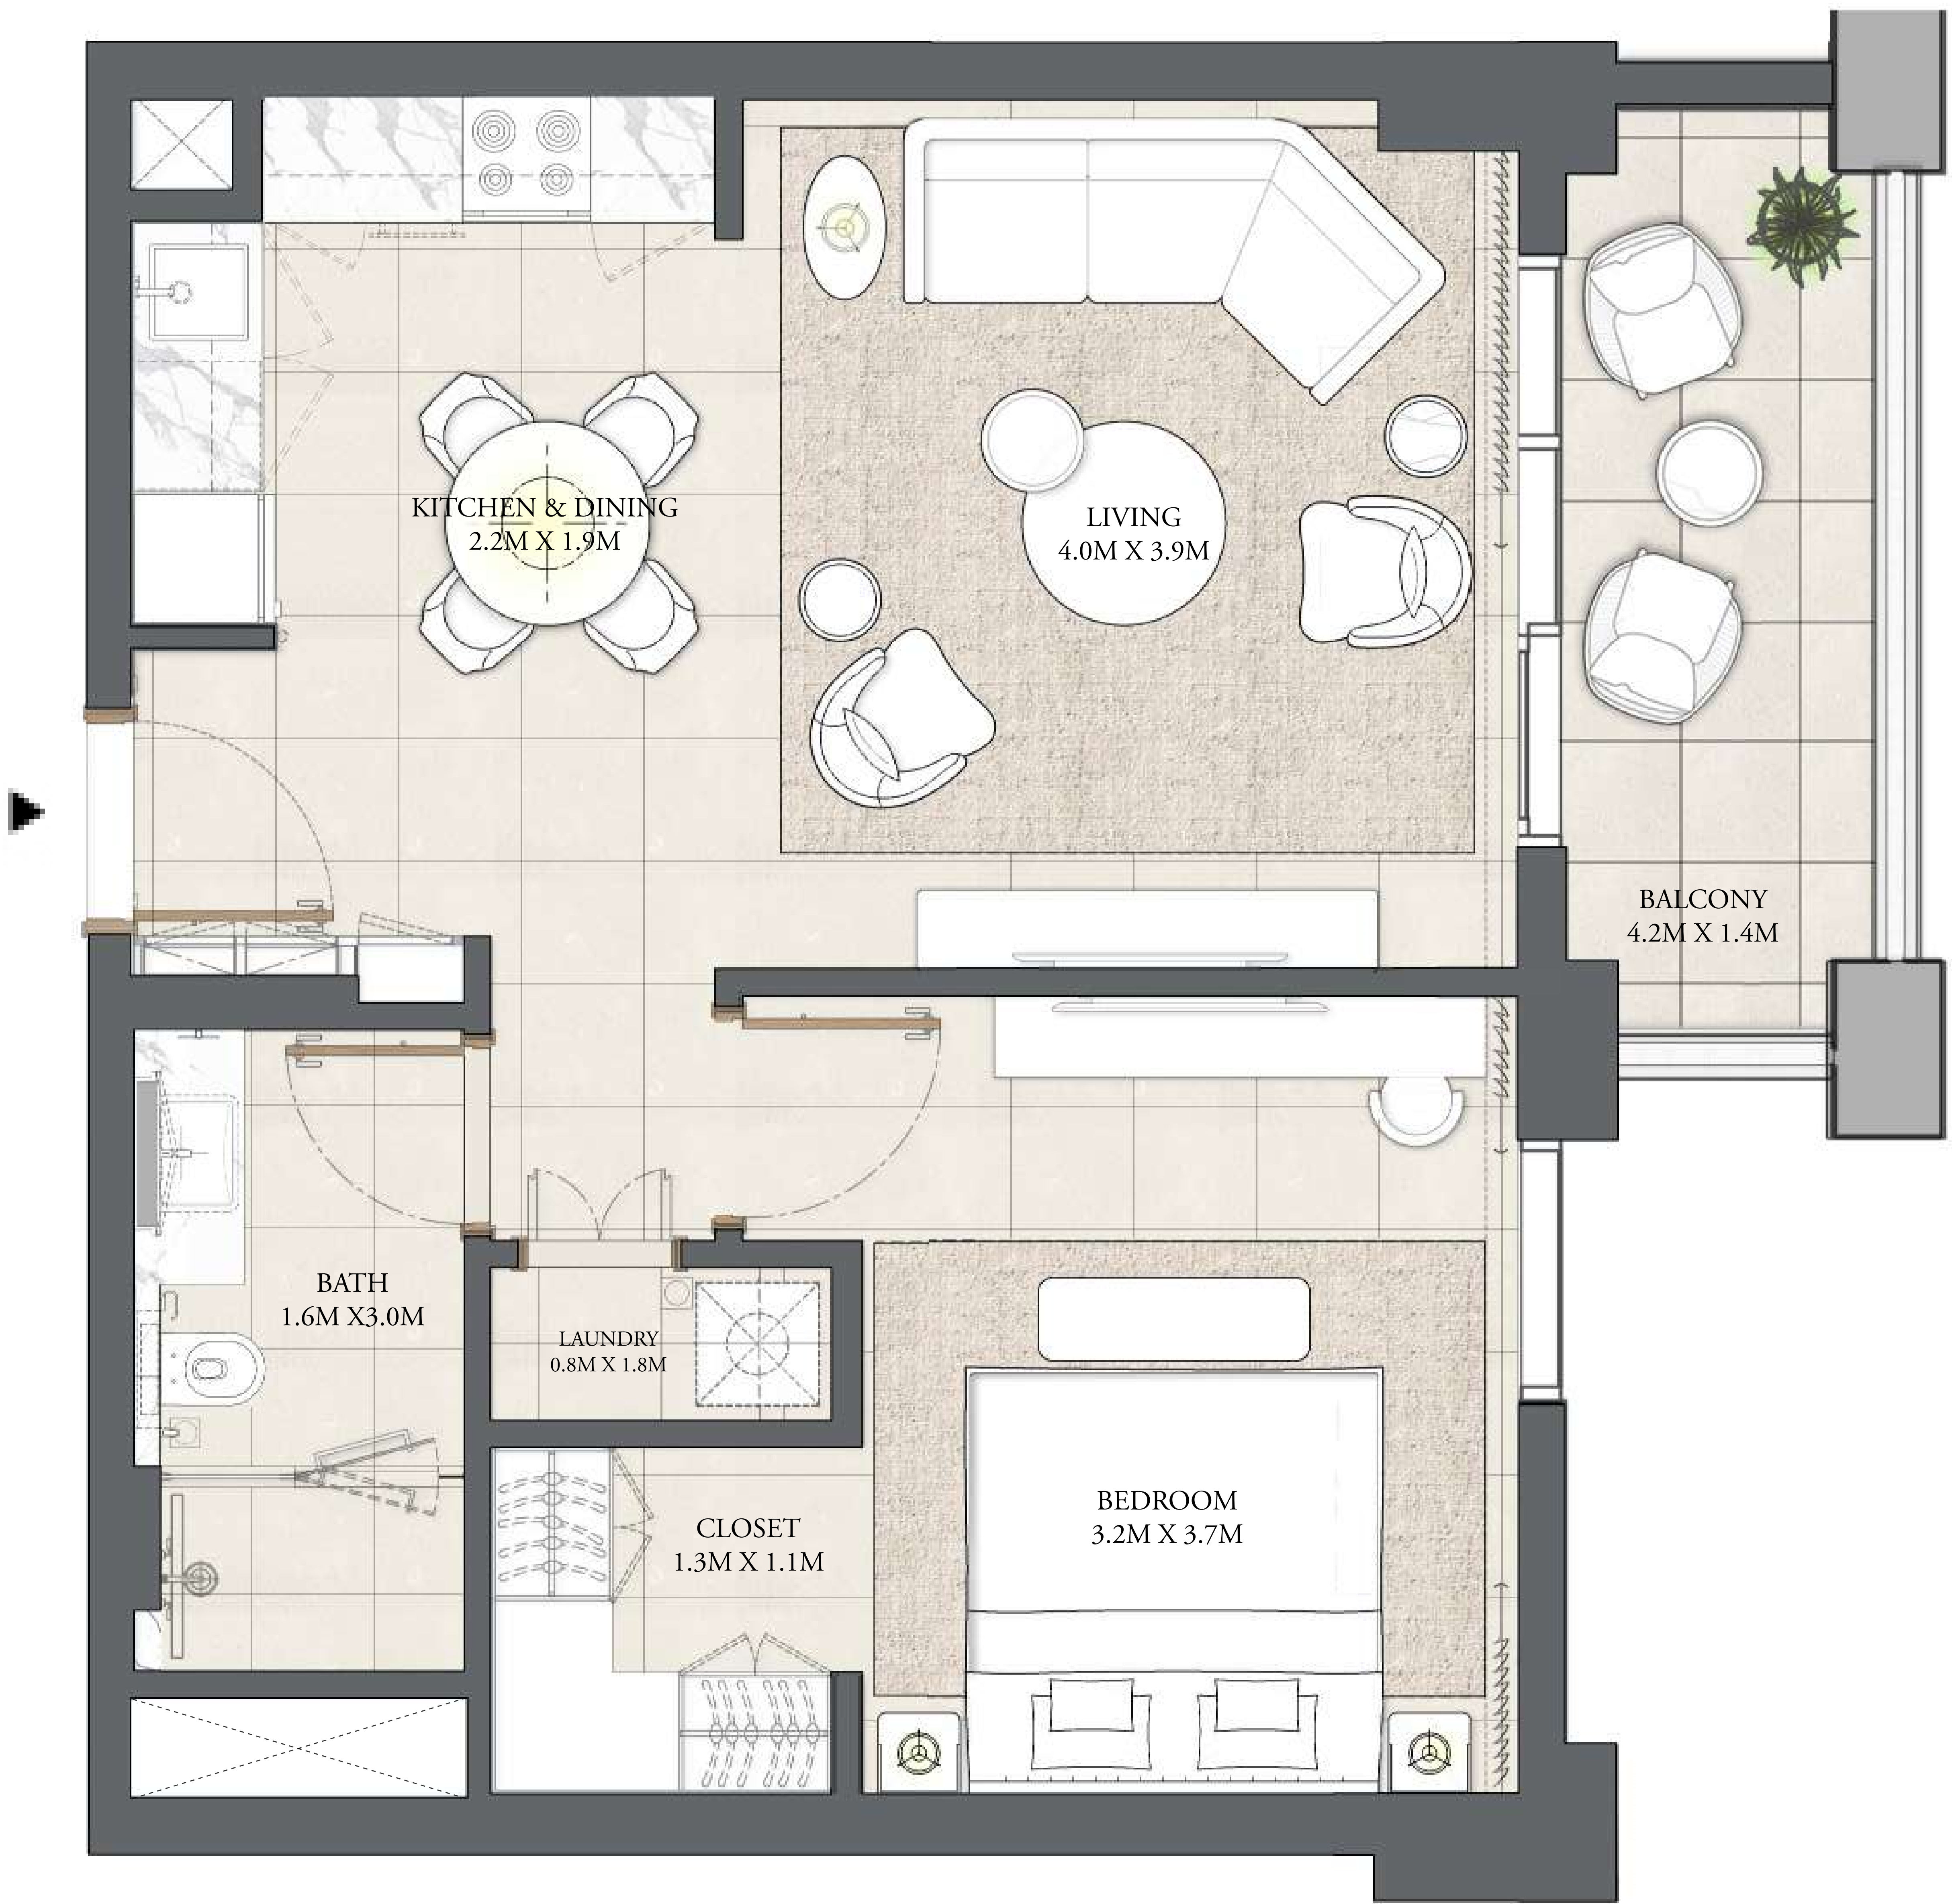 KITCHEN & DINING
2.2M X 1.9M
LIVING
4.0M X 3.9M
BALCONY
4.2M X 1.4M
BATH
1.6M X3.0M
LAUNDRY
0.8M X 1.8M
CLOSET
1.3M X 1.1M
BEDROOM
3.2M X 3.7M